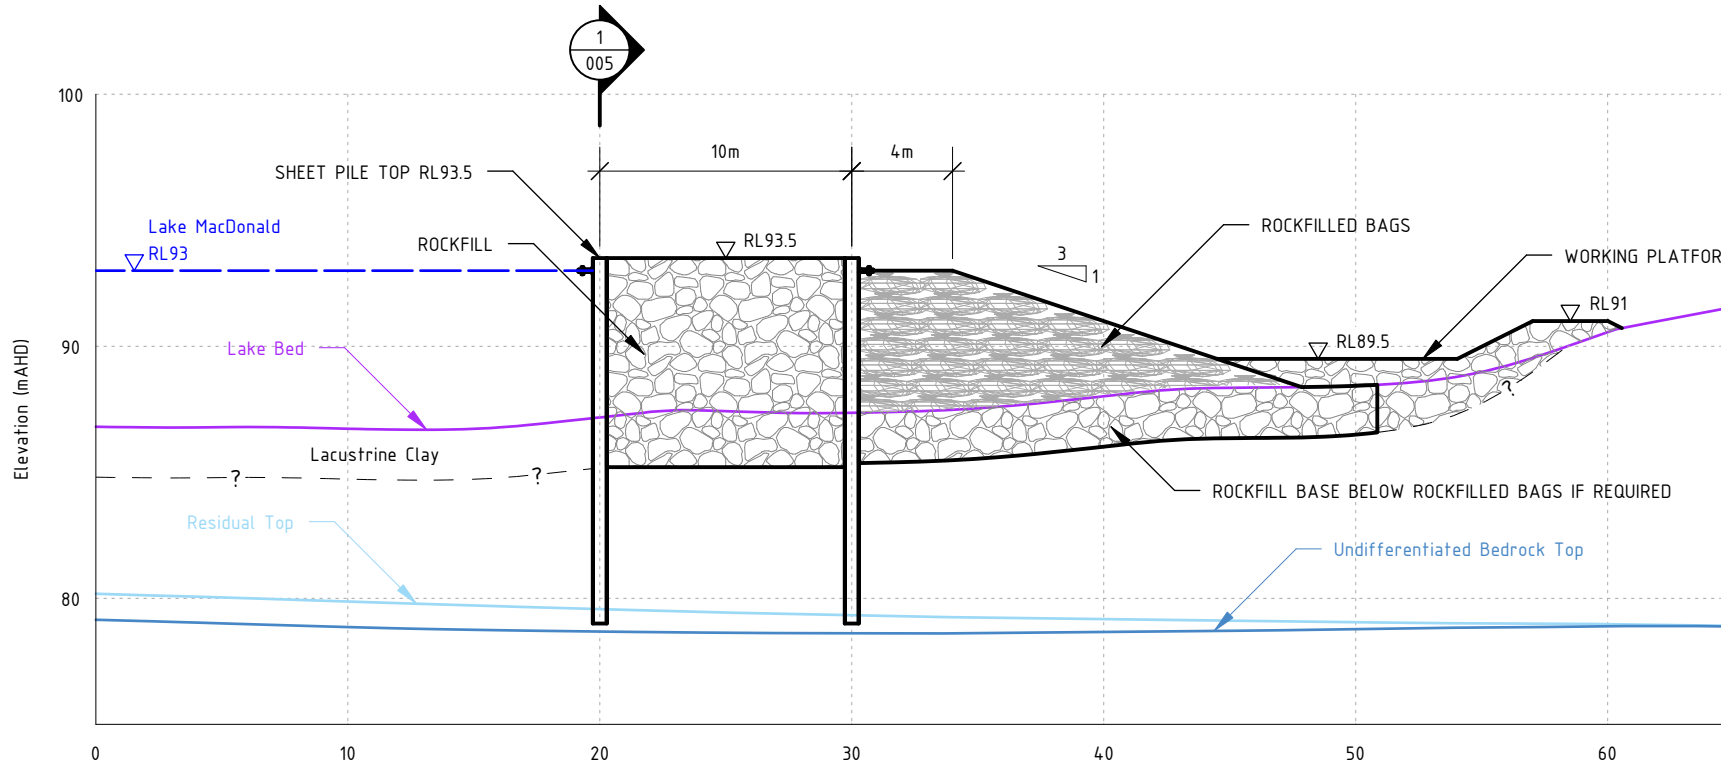 1
005
100
10m
4m
SHEET PILE TOP RL93.5
Lake MacDonald
RL93
ROCKFILL
RL93.5
ROCKFILLED BAGS
3
1
WORKING PLATFOR
RL91
RL89.5
90
Lake Bed
Elevation (mAHD)
?
Lacustrine Clay
?
?
ROCKFILL BASE BELOW ROCKFILLED BAGS IF REQUIRED
Residual Top
Undifferentiated Bedrock Top
80
0
10
20
30
40
50
60